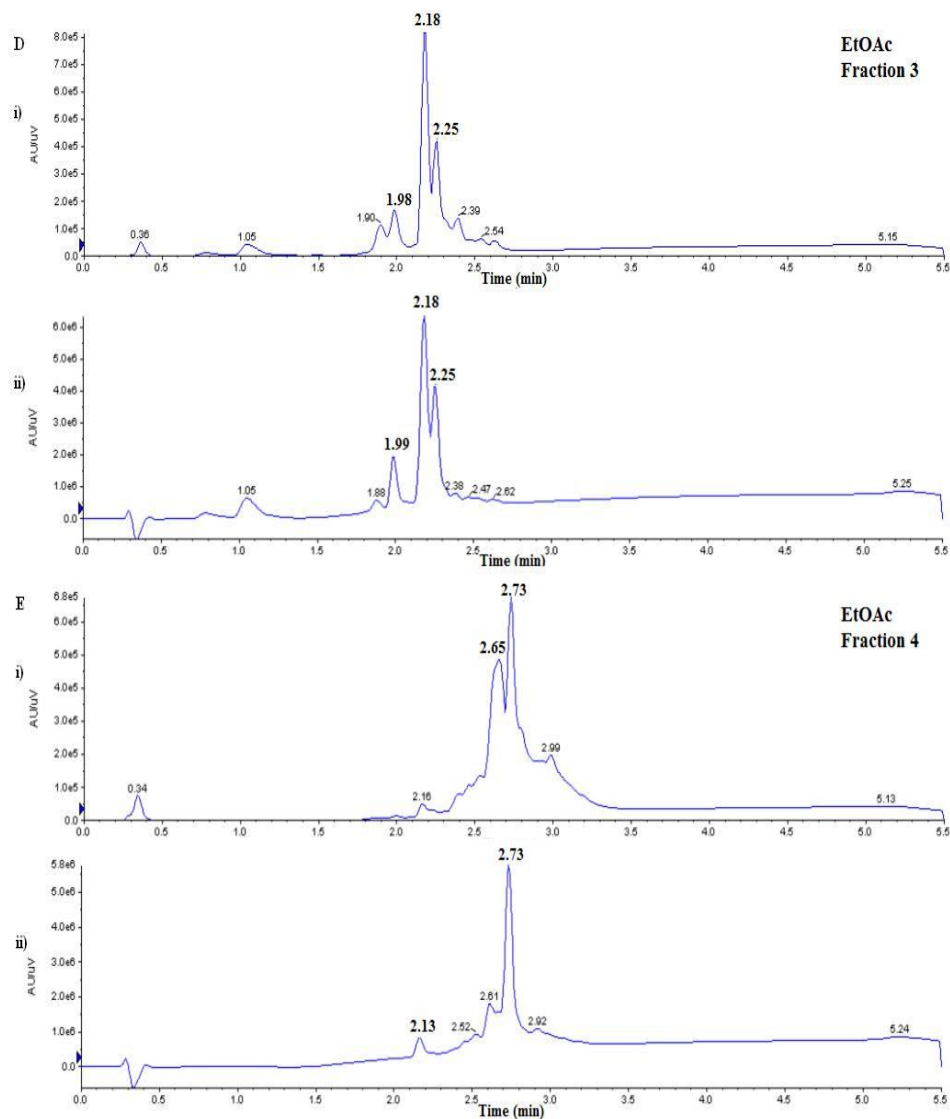 D
EtOAc
Fraction 3
i)
AU/uV
8.0e5
7.0e5
6.0e5
5.0e5
4.0e5
3.0e5
2.0e5
1.0e5
0.0
0.36
1.05
1.90
1.98
2.18
2.25
2.39
2.54
5.15
0.0 0.5 1.0 1.5 2.0 2.5 3.0 3.5 4.0 4.5 5.0 5.5
Time (min)
ii)
AU/uV
6.0e6
5.0e6
4.0e6
3.0e6
2.0e6
1.0e6
0.0
1.05
1.88
1.99
2.18
2.25
2.38
2.47
2.62
5.25
0.0 0.5 1.0 1.5 2.0 2.5 3.0 3.5 4.0 4.5 5.0 5.5
Time (min)
E
EtOAc
Fraction 4
i)
AU/uV
6.8e5
6.0e5
5.0e5
4.0e5
3.0e5
2.0e5
1.0e5
0.0
0.34
2.16
2.65
2.73
2.99
5.13
0.0 0.5 1.0 1.5 2.0 2.5 3.0 3.5 4.0 4.5 5.0 5.5
Time (min)
ii)
AU/uV
5.8e6
5.0e6
4.0e6
3.0e6
2.0e6
1.0e6
0.0
2.13
2.52
2.61
2.73
2.92
5.24
0.0 0.5 1.0 1.5 2.0 2.5 3.0 3.5 4.0 4.5 5.0 5.5
Time (min)